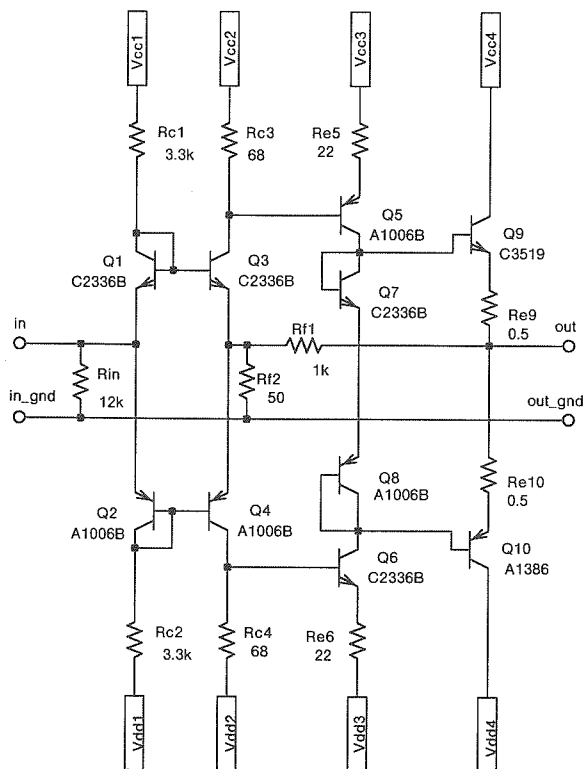 Vcc1
Vcc2
Vcc3
Vcc4
Rc1
3.3k
Rc3
68
Re5
22
Q5
A1006B
Q9
C3519
Q1
C2336B
Q3
C2336B
Q7
C2336B
Re9
0.5
in
Rf1
1k
out
Rin
12k
Rf2
50
in_gnd
out_gnd
Q8
A1006B
Re10
0.5
Q2
A1006B
Q4
A1006B
Q6
C2336B
Q10
A1386
Rc2
3.3k
Rc4
68
Re6
22
Vdd1
Vdd2
Vdd3
Vdd4